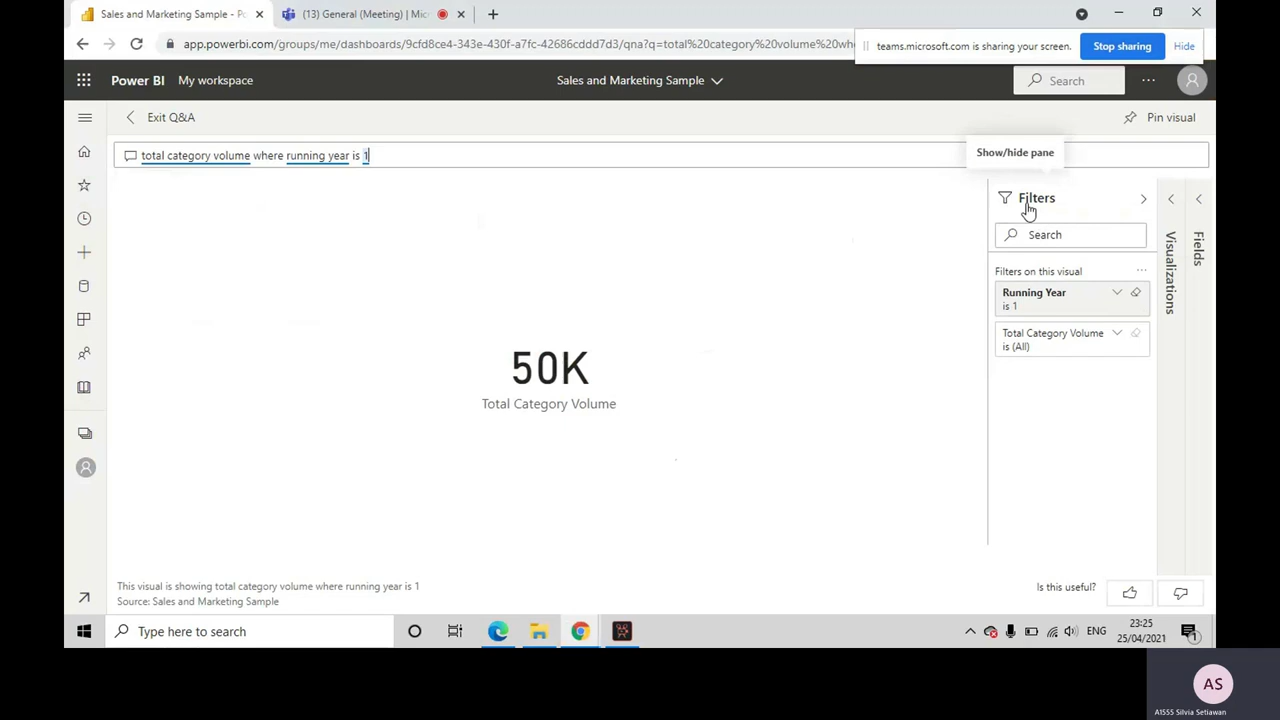 Sales and Marketing Sample - Po
(13) General (Meeting) | Mic
app.powerbi.com/groups/me/dashboards/9cfd8ce4-343e-430f-a7fc-42686cddd7d3/qna?q=total%20category%20volume%20whe
teams.microsoft.com is sharing your screen.
Stop sharing
Hide
Power BI
My workspace
Sales and Marketing Sample
Search
Exit Q&A
Pin visual
total category volume where running year is 1
Show/hide pane
Filters
Search
Filters on this visual
Running Year
is 1
Total Category Volume
is (All)
Visualizations
Fields
50K
Total Category Volume
This visual is showing total category volume where running year is 1
Source: Sales and Marketing Sample
Is this useful?
Type here to search
ENG
23:25
25/04/2021
1
AS
A1555 Silvia Setiawan